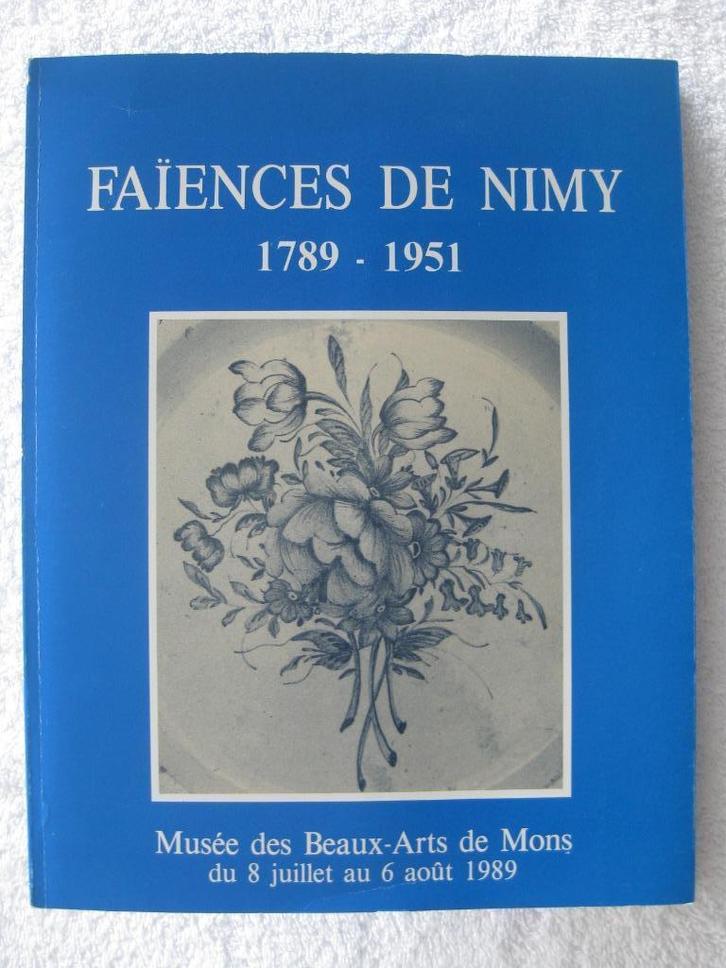 FAÏENCES DE NIMY
1789 - 1951
Musée des Beaux-Arts de Mons
du 8 juillet au 6 août 1989